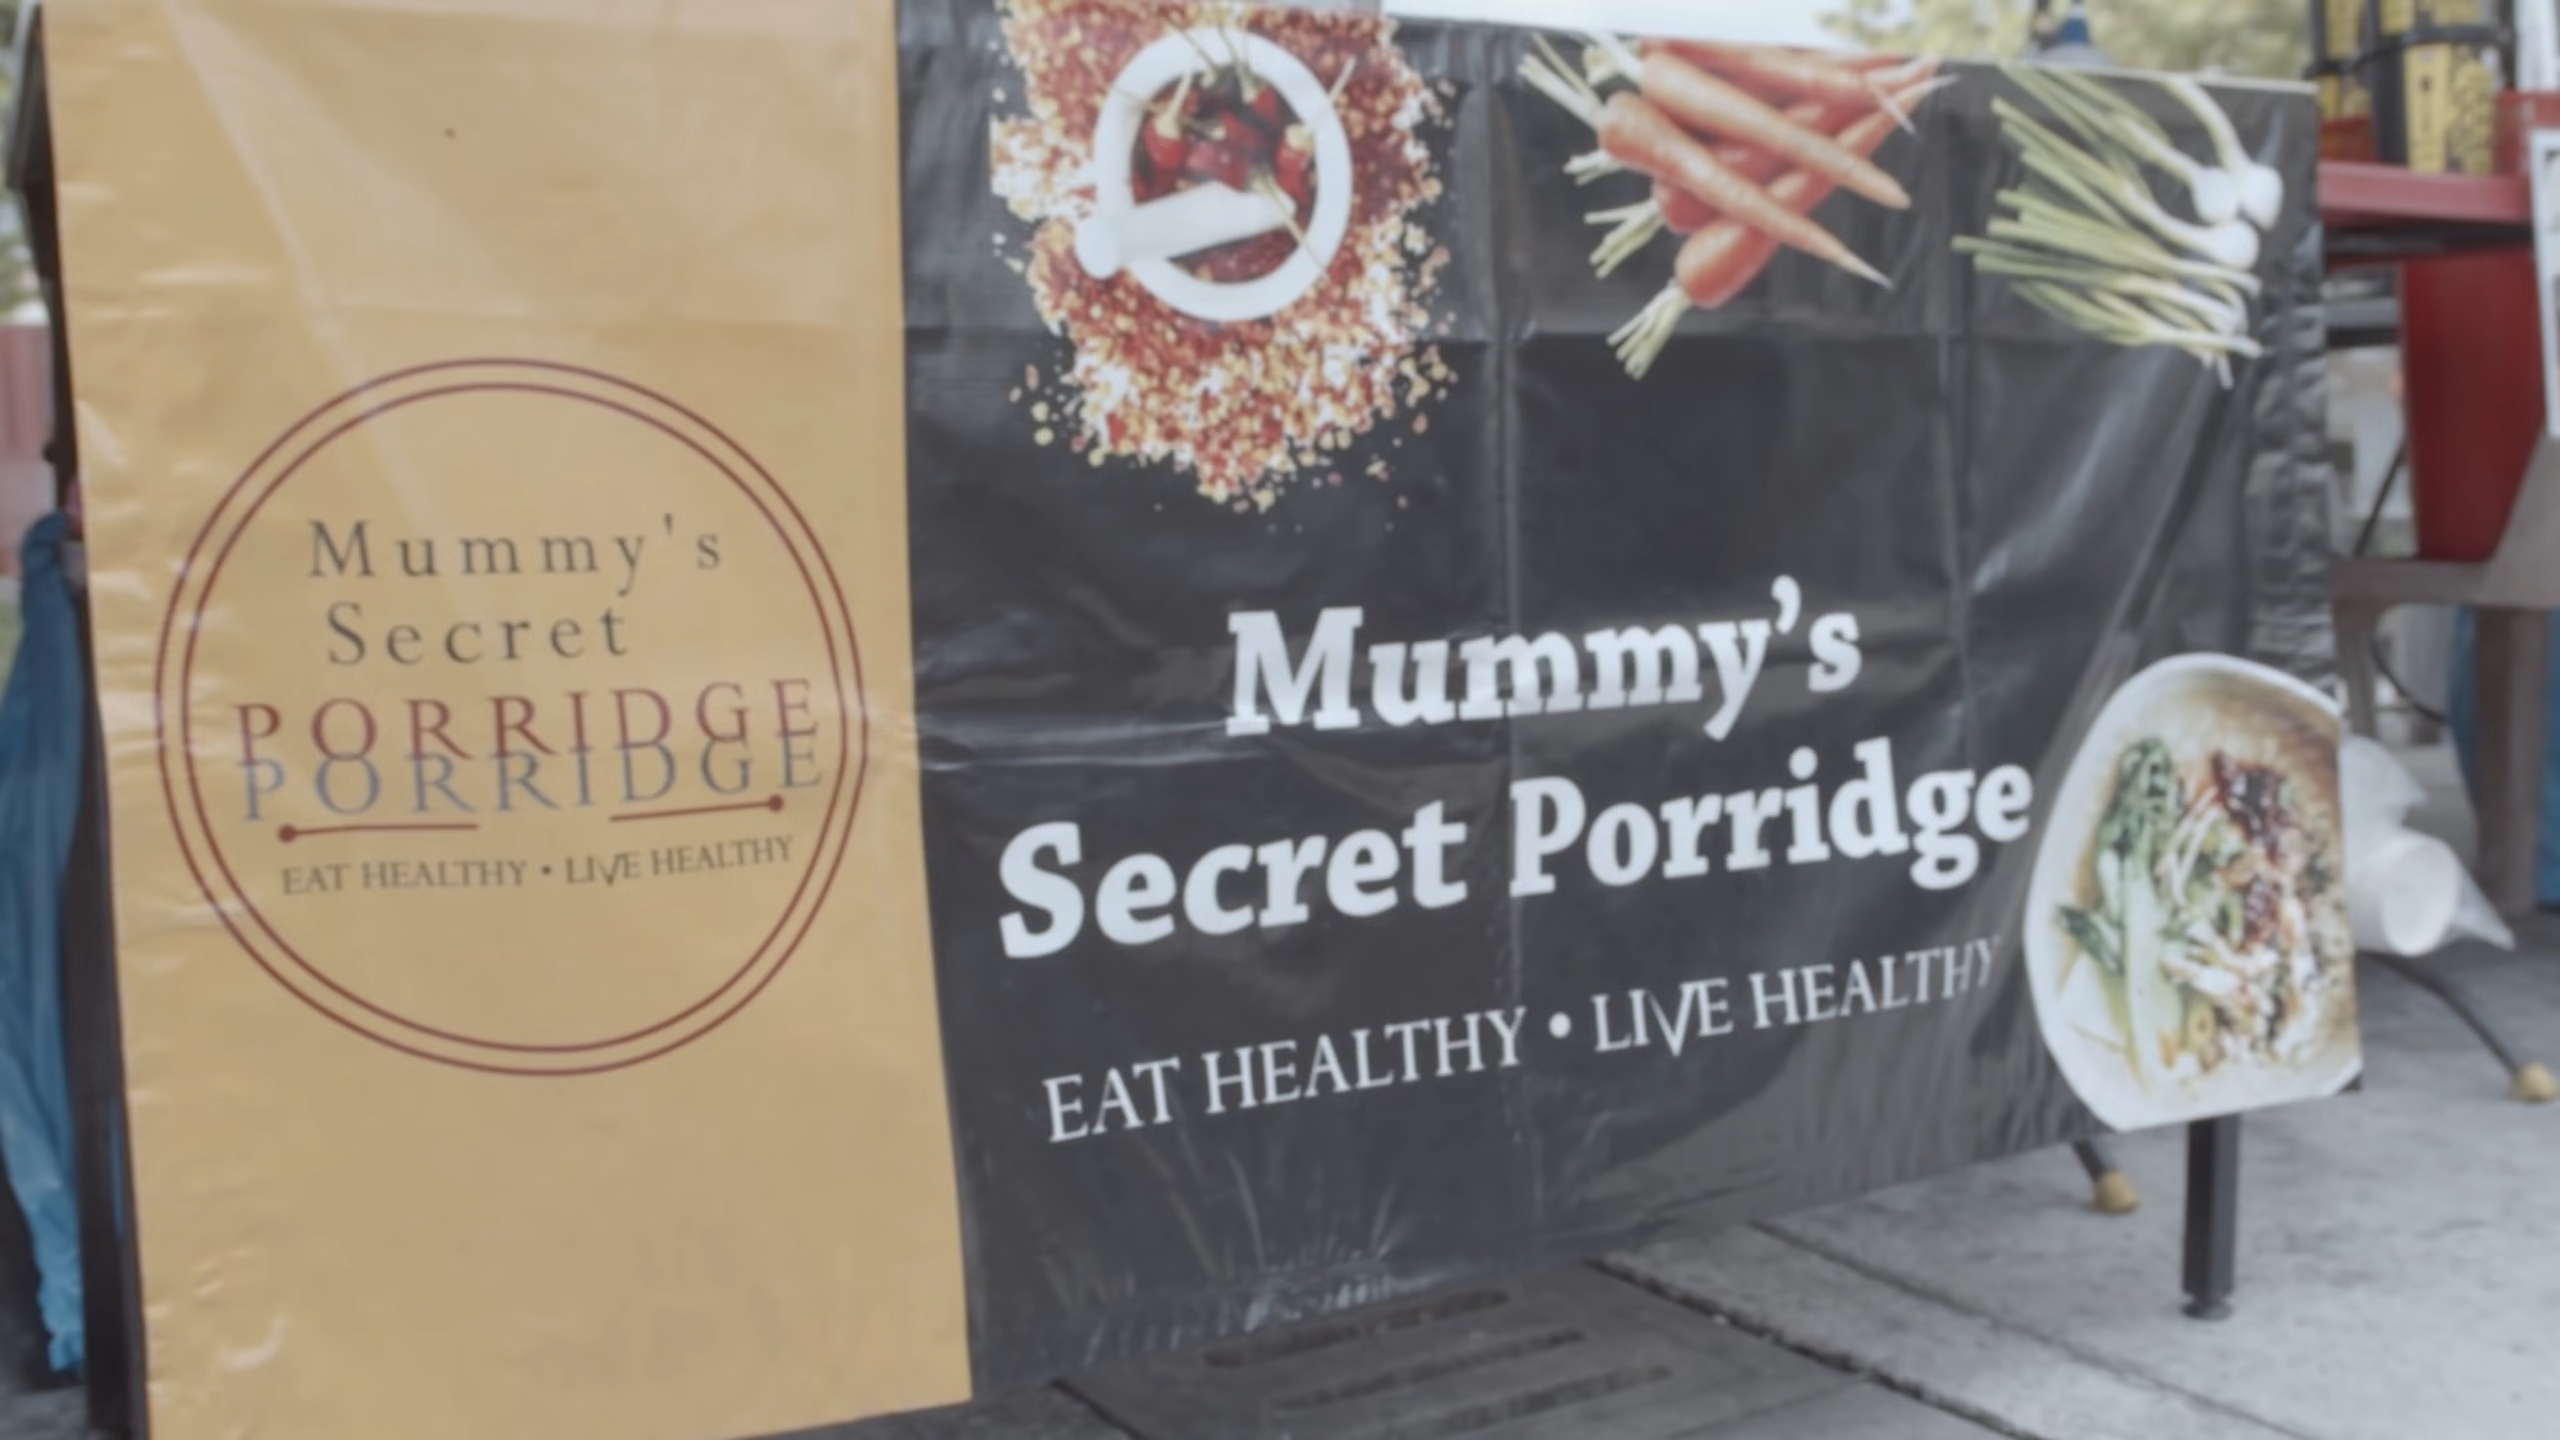 Mummy's
Secret
PORRIDGE
PORRIDGE
EAT HEALTHY • LIVE HEALTHY
Mummy's
Secret Porridge
EAT HEALTHY • LIVE HEALTHY